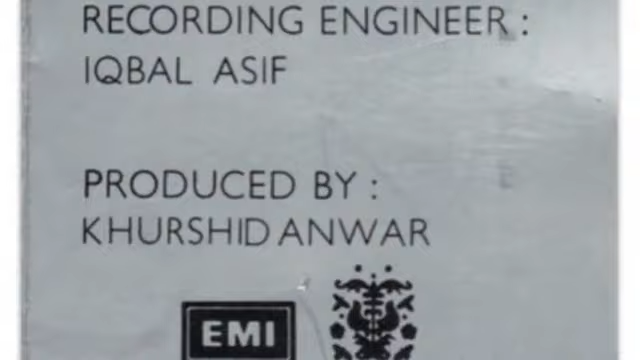 RECORDING ENGINEER :
IQBAL ASIF
PRODUCED BY :
KHURSHID ANWAR
EMI